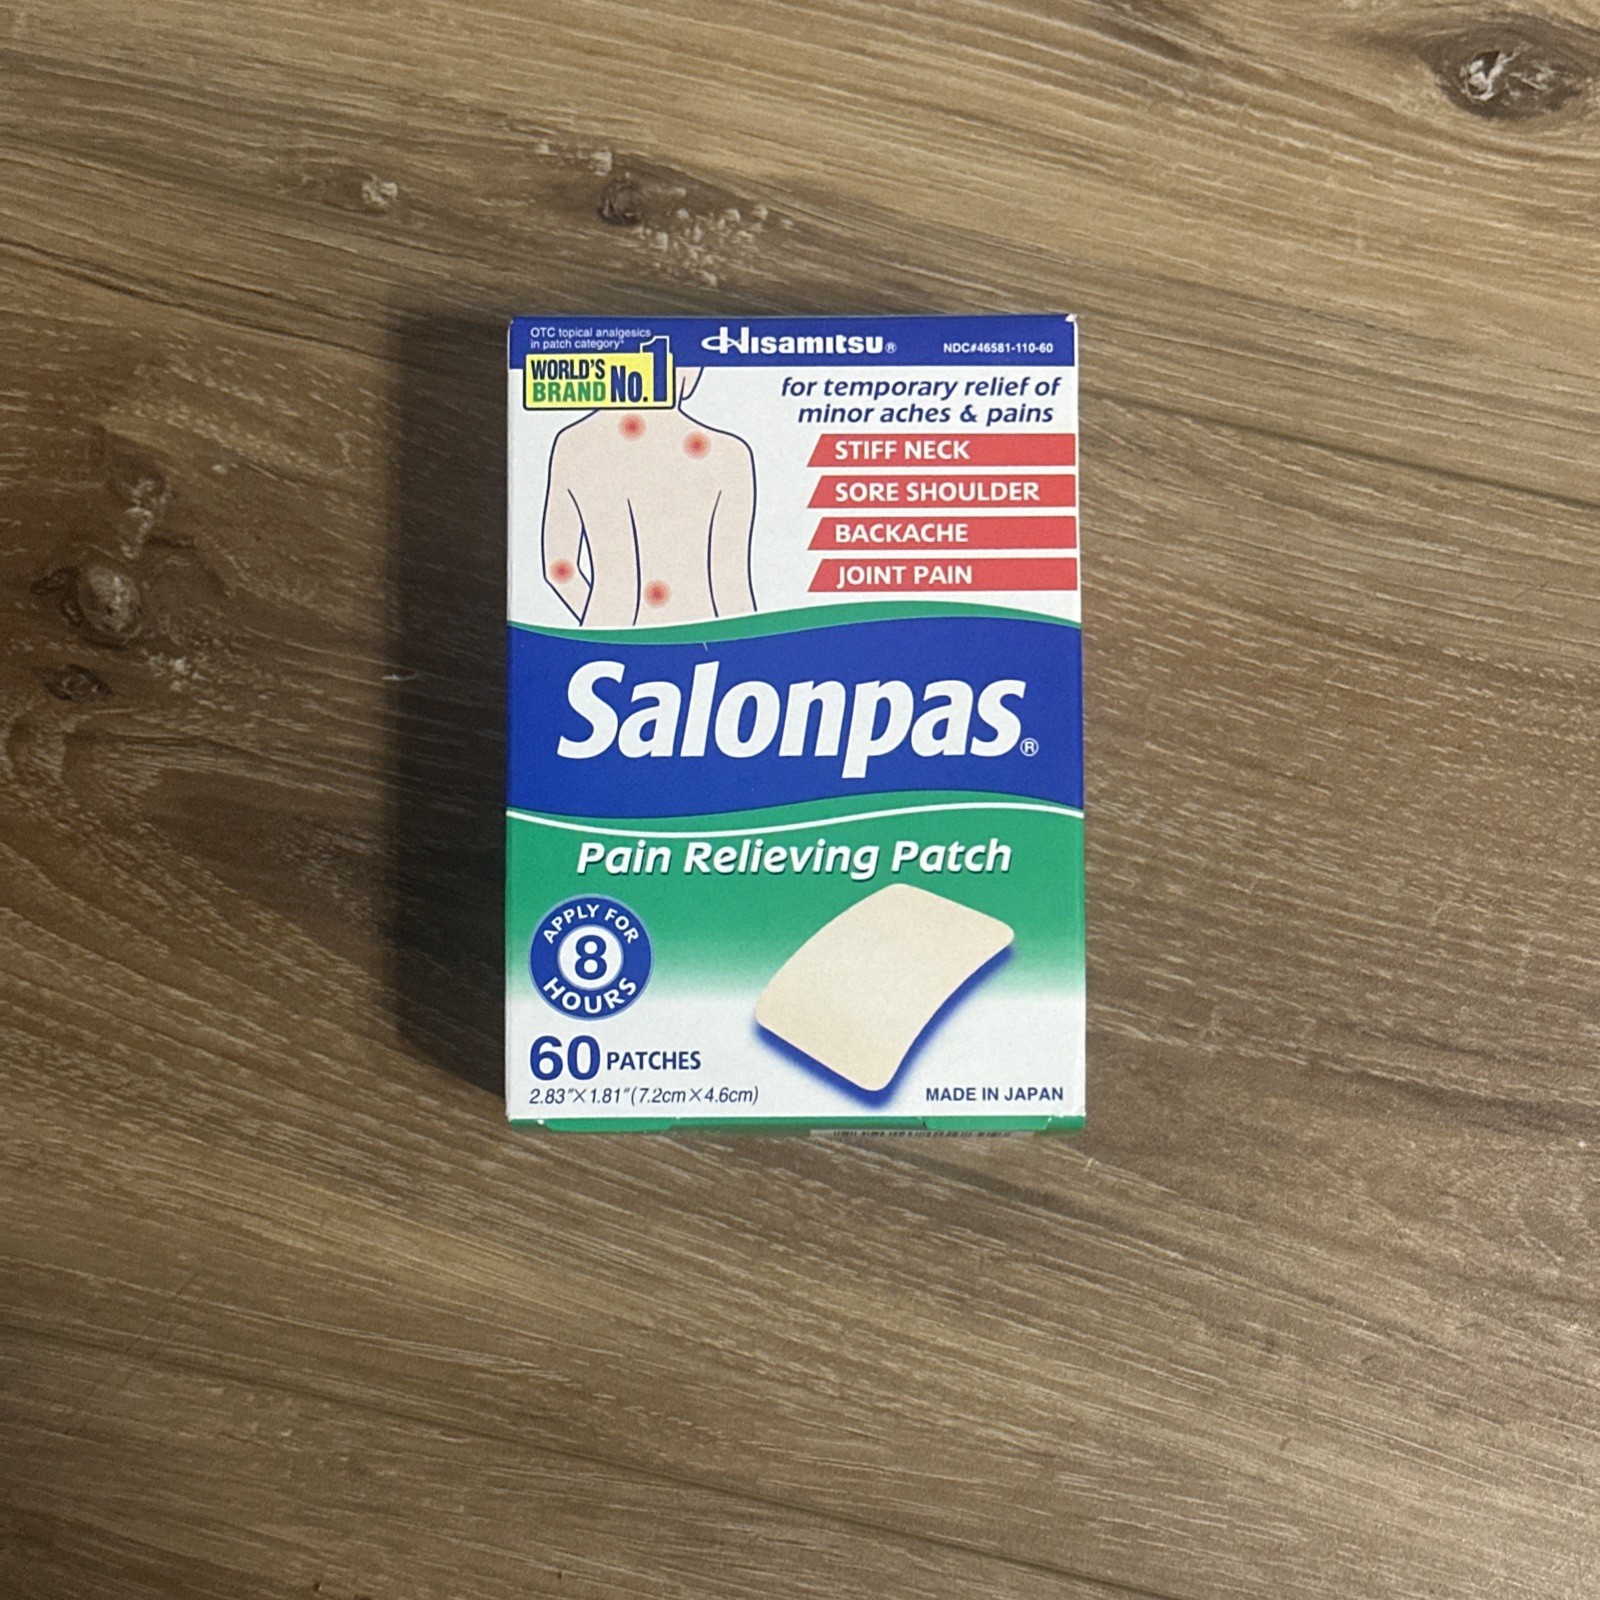 OTC topical analgesics
in patch category*
WORLD'S
BRAND No.1
Hisamitsu®
NDC#46581-110-60
for temporary relief of
minor aches & pains
STIFF NECK
SORE SHOULDER
BACKACHE
JOINT PAIN
Salonpas®
Pain Relieving Patch
APPLY FOR
8
HOURS
60 PATCHES
2.83"×1.81"(7.2cm×4.6cm)
MADE IN JAPAN